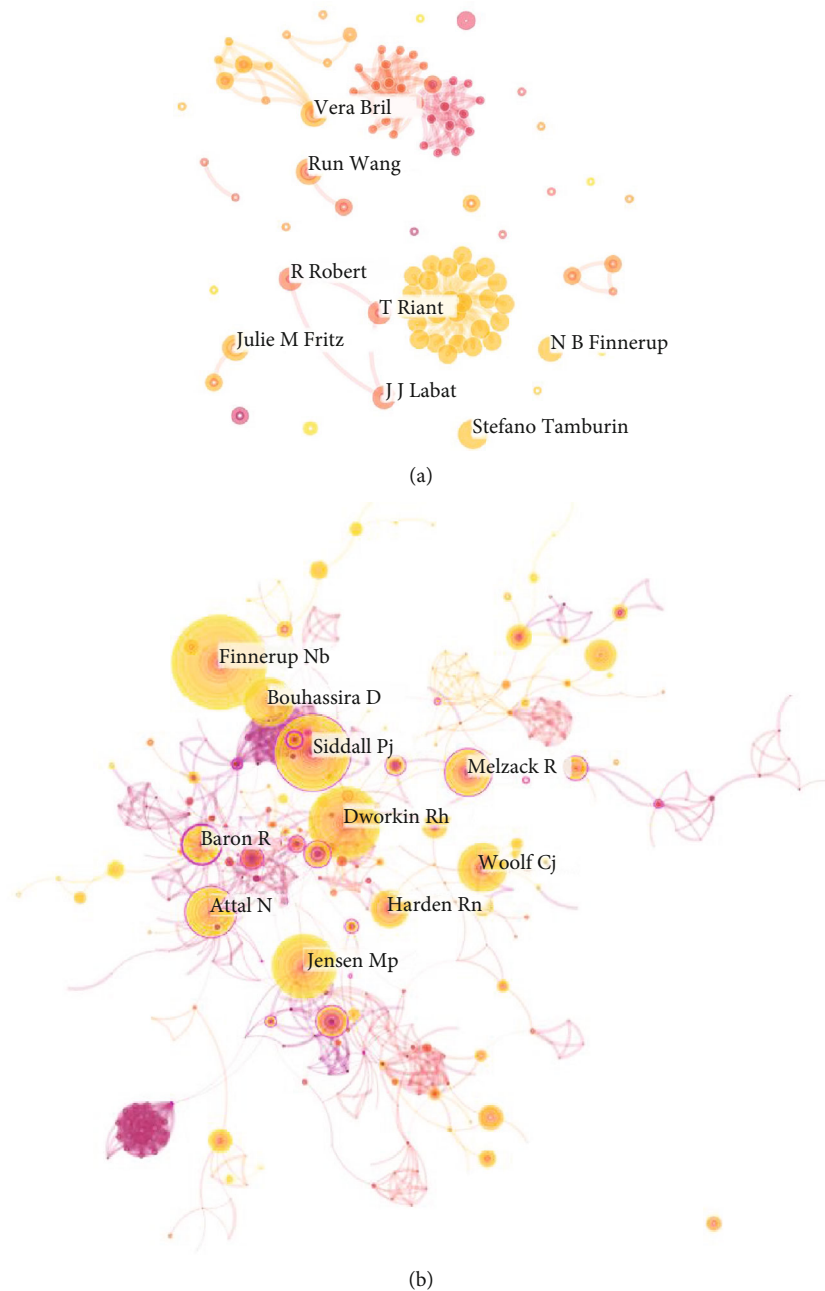 Vera Bril
Run Wang
R Robert
T Riant
Julie M Fritz
N B Finnerup
J J Labat
Stefano Tamburin
(a)
Finnerup Nb
Bouhassira D
Siddall Pj
Melzack R
Dworkin Rh
Baron R
Woolf Cj
Attal N
Harden Rn
Jensen Mp
(b)